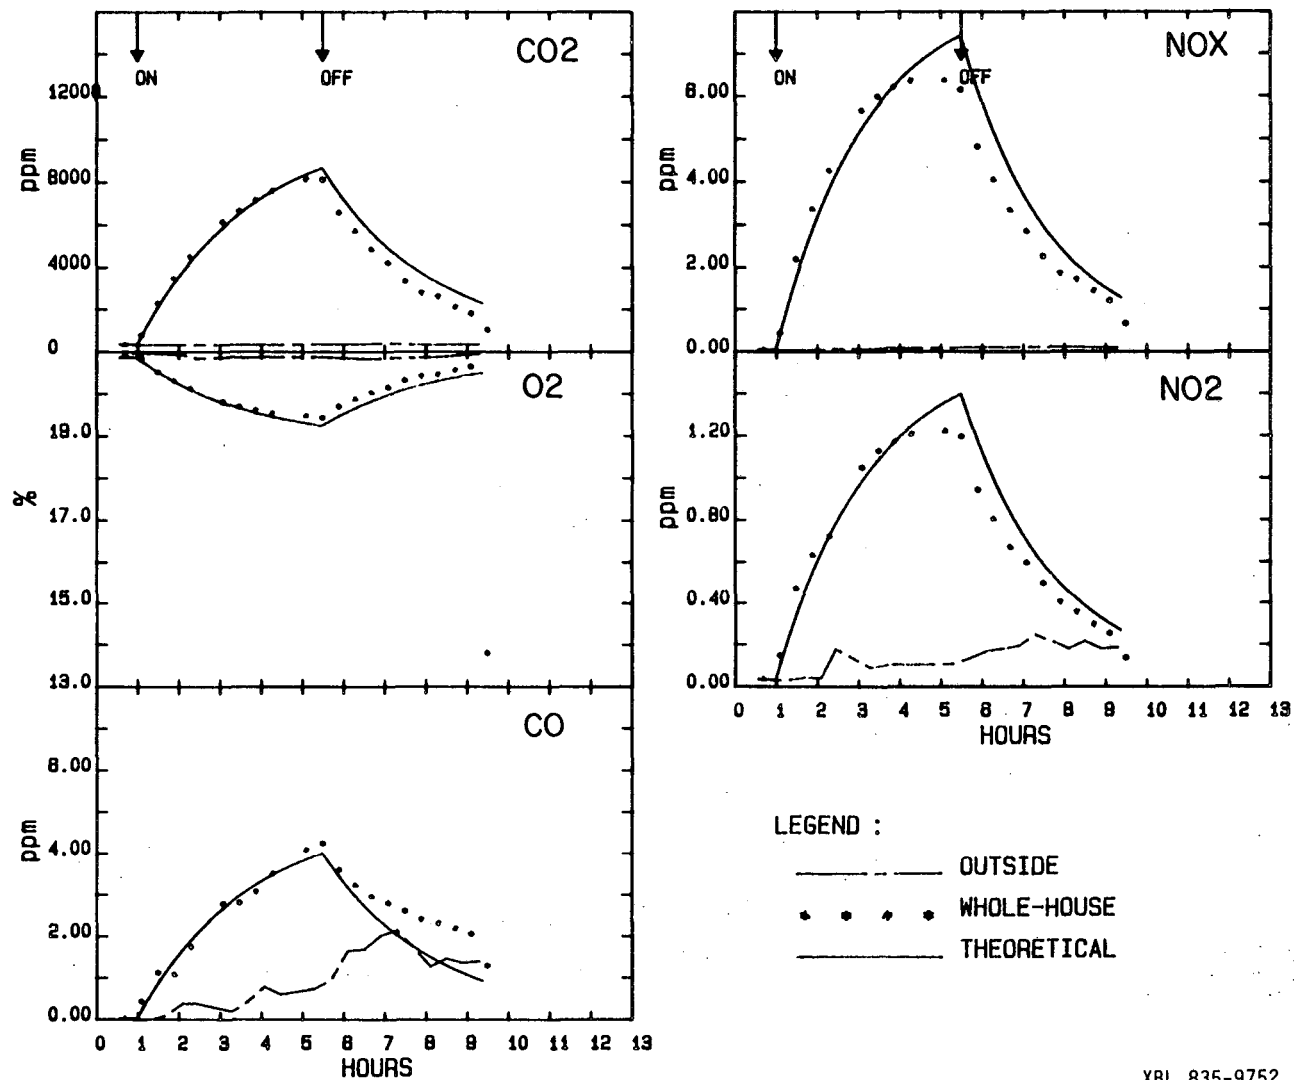 CO2
ON
OFF
12000
8000
4000
0
ppm
O2
19.0
17.0
15.0
13.0
%
CO
6.00
4.00
2.00
0.00
ppm
0 1 2 3 4 5 6 7 8 9 10 11 12 13
HOURS
NOX
ON
OFF
6.00
4.00
2.00
0.00
ppm
NO2
1.20
0.80
0.40
0.00
ppm
0 1 2 3 4 5 6 7 8 9 10 11 12 13
HOURS
LEGEND :
OUTSIDE
WHOLE-HOUSE
THEORETICAL
XBL 835-9752